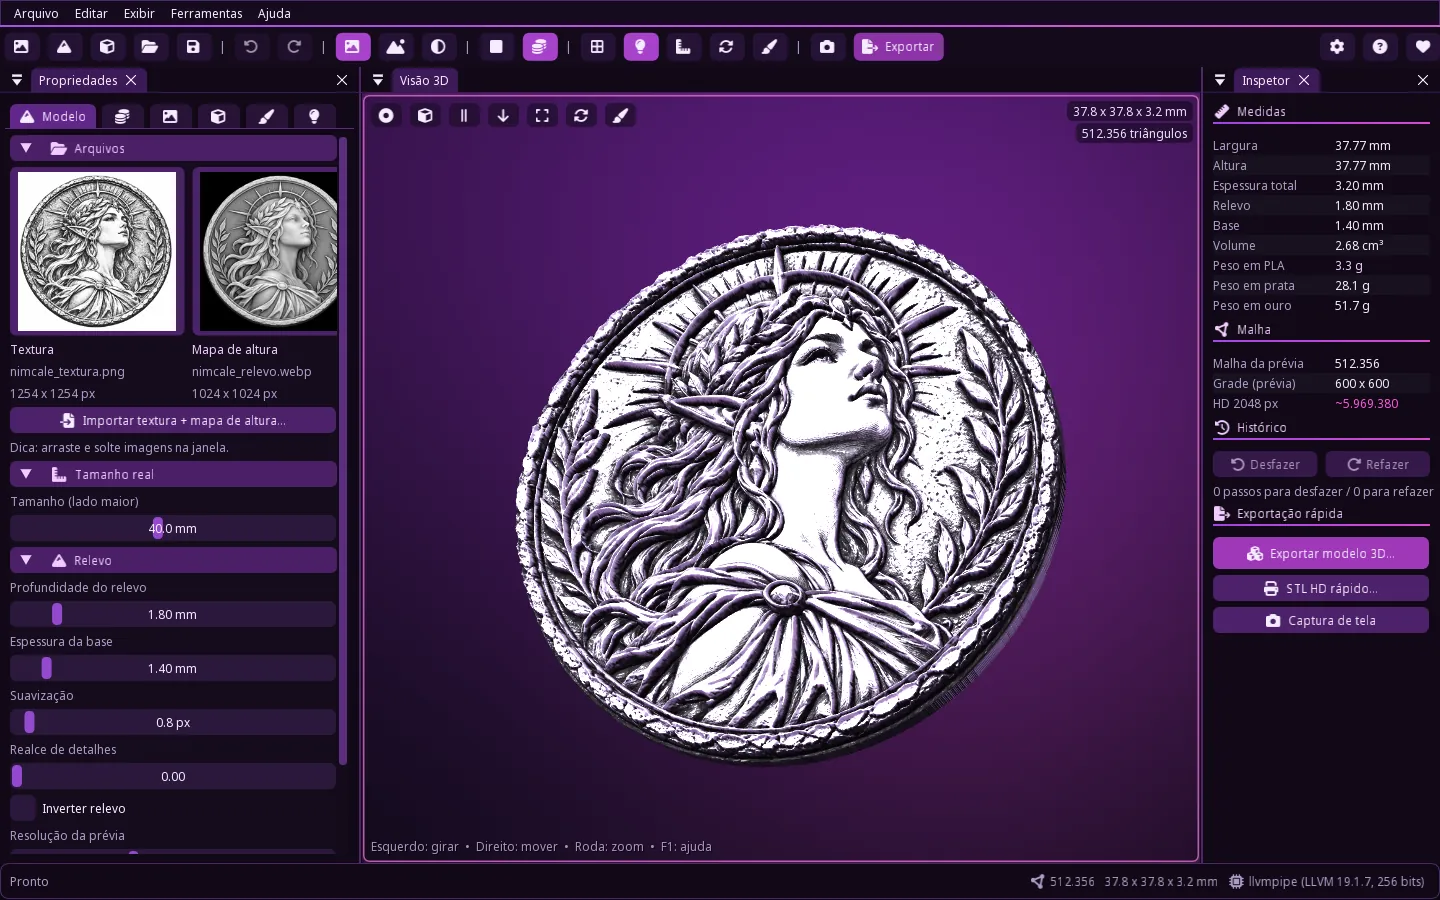 Arquivo Editar Exibir Ferramentas Ajuda
Exportar
Propriedades
Modelo
Arquivos
Textura
nimcale_textura.png
1254 x 1254 px
Mapa de altura
nimcale_relevo.webp
1024 x 1024 px
Importar textura + mapa de altura...
Dica: arraste e solte imagens na janela.
Tamanho real
Tamanho (lado maior)
40.0 mm
Relevo
Profundidade do relevo
1.80 mm
Espessura da base
1.40 mm
Suavização
0.8 px
Realce de detalhes
0.00
Inverter relevo
Resolução da prévia
Visão 3D
37.8 x 37.8 x 3.2 mm
512.356 triângulos
Esquerdo: girar • Direito: mover • Roda: zoom • F1: ajuda
Inspetor
Medidas
Largura 37.77 mm
Altura 37.77 mm
Espessura total 3.20 mm
Relevo 1.80 mm
Base 1.40 mm
Volume 2.68 cm³
Peso em PLA 3.3 g
Peso em prata 28.1 g
Peso em ouro 51.7 g
Malha
Malha da prévia 512.356
Grade (prévia) 600 x 600
HD 2048 px ~5.969.380
Histórico
Desfazer Refazer
0 passos para desfazer / 0 para refazer
Exportação rápida
Exportar modelo 3D...
STL HD rápido...
Captura de tela
Pronto
512.356 37.8 x 37.8 x 3.2 mm llvmpipe (LLVM 19.1.7, 256 bits)